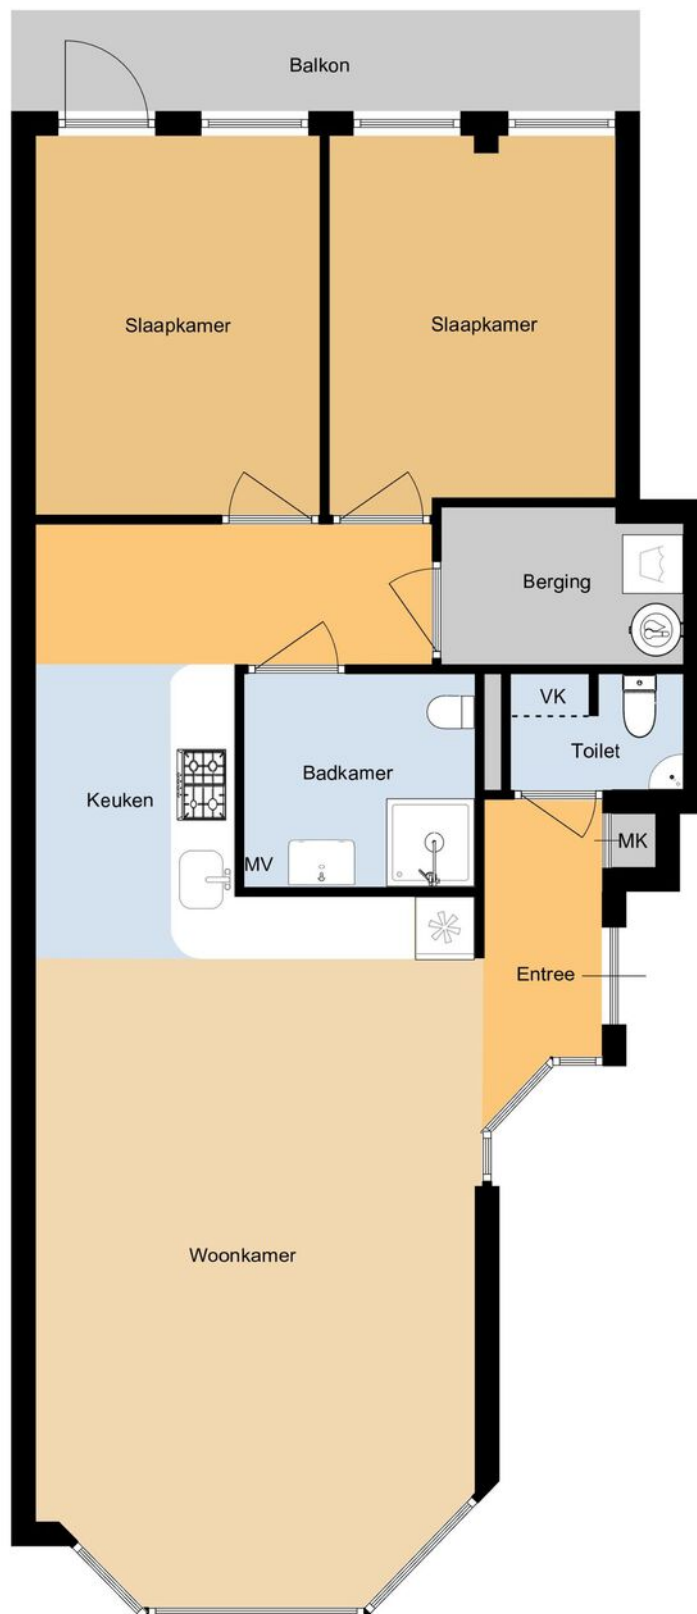 Balkon
Slaapkamer
Slaapkamer
Berging
VK
Toilet
Badkamer
Keuken
MK
MV
Entree
Woonkamer